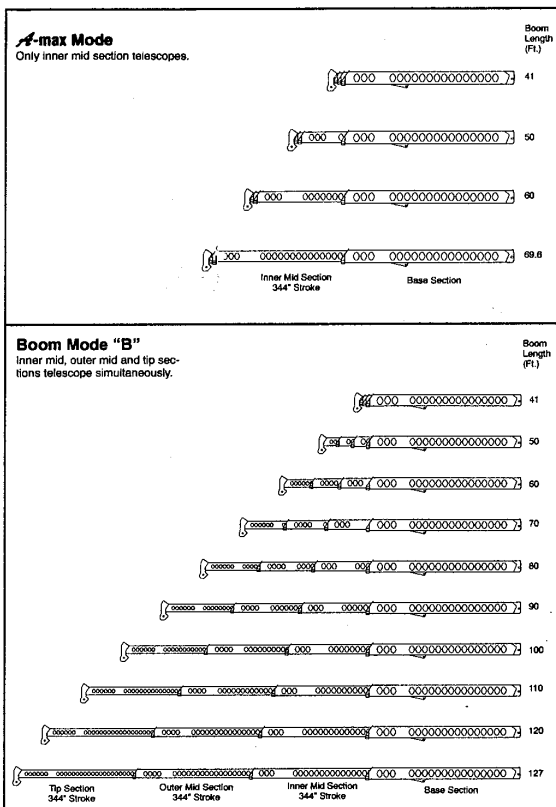 A-max Mode
Only inner mid section telescopes.
Boom
Length
(Ft.)
41
50
60
69.6
Inner Mid Section
344" Stroke
Base Section
Boom Mode "B"
Inner mid, outer mid and tip sec-
tions telescope simultaneously.
Boom
Length
(Ft.)
41
50
60
70
80
90
100
110
120
127
Tip Section
344" Stroke
Outer Mid Section
344" Stroke
Inner Mid Section
344" Stroke
Base Section